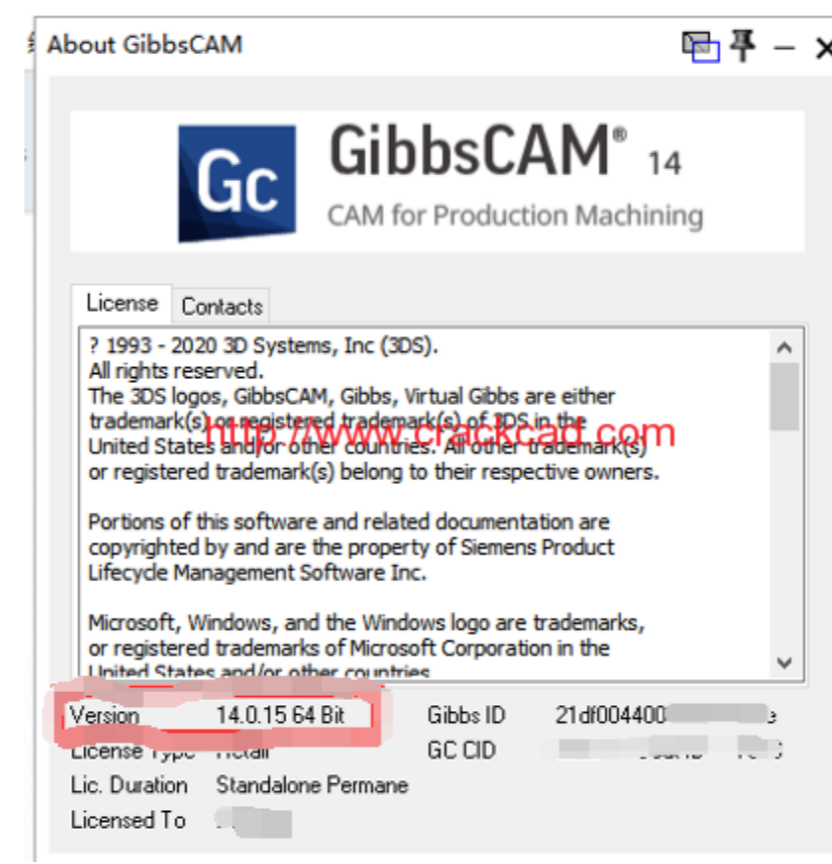 About GibbsCAM
Gc
GibbsCAM® 14
CAM for Production Machining
License Contacts
? 1993 - 2020 3D Systems, Inc (3DS).
All rights reserved.
The 3DS logos, GibbsCAM, Gibbs, Virtual Gibbs are either
trademark(s) or registered trademark(s) of 3DS in the
http://www.crackcad.com
United States and/or other countries. All other trademark(s)
or registered trademark(s) belong to their respective owners.
Portions of this software and related documentation are
copyrighted by and are the property of Siemens Product
Lifecycle Management Software Inc.
Microsoft, Windows, and the Windows logo are trademarks,
or registered trademarks of Microsoft Corporation in the
United States and/or other countries
Version 14.0.15 64 Bit Gibbs ID 21df004400
License Type Retail GC CID
Lic. Duration Standalone Permane
Licensed To